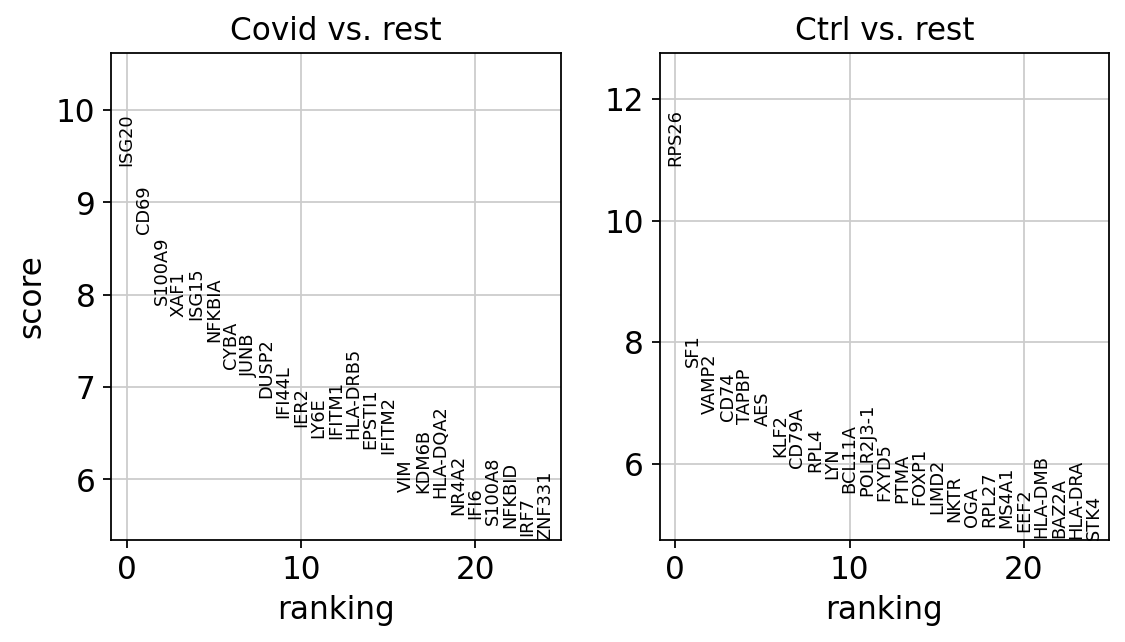 Covid vs. rest
score
10
9
8
7
6
ISG20
CD69
S100A9
XAF1
ISG15
NFKBIA
CYBA
JUNB
DUSP2
IFI44L
IER2
LY6E
IFITM1
HLA-DRB5
EPSTI1
IFITM2
VIM
KDM6B
HLA-DQA2
NR4A2
IFI6
S100A8
NFKBID
IRF7
ZNF331
0 10 20
ranking
Ctrl vs. rest
12
10
8
6
RPS26
SF1
VAMP2
CD74
TAPBP
AES
KLF2
CD79A
RPL4
LYN
BCL11A
POLR2J3-1
FXYD5
PTMA
FOXP1
LIMD2
NKTR
OGA
RPL27
MS4A1
EEF2
HLA-DMB
BAZ2A
HLA-DRA
STK4
0 10 20
ranking